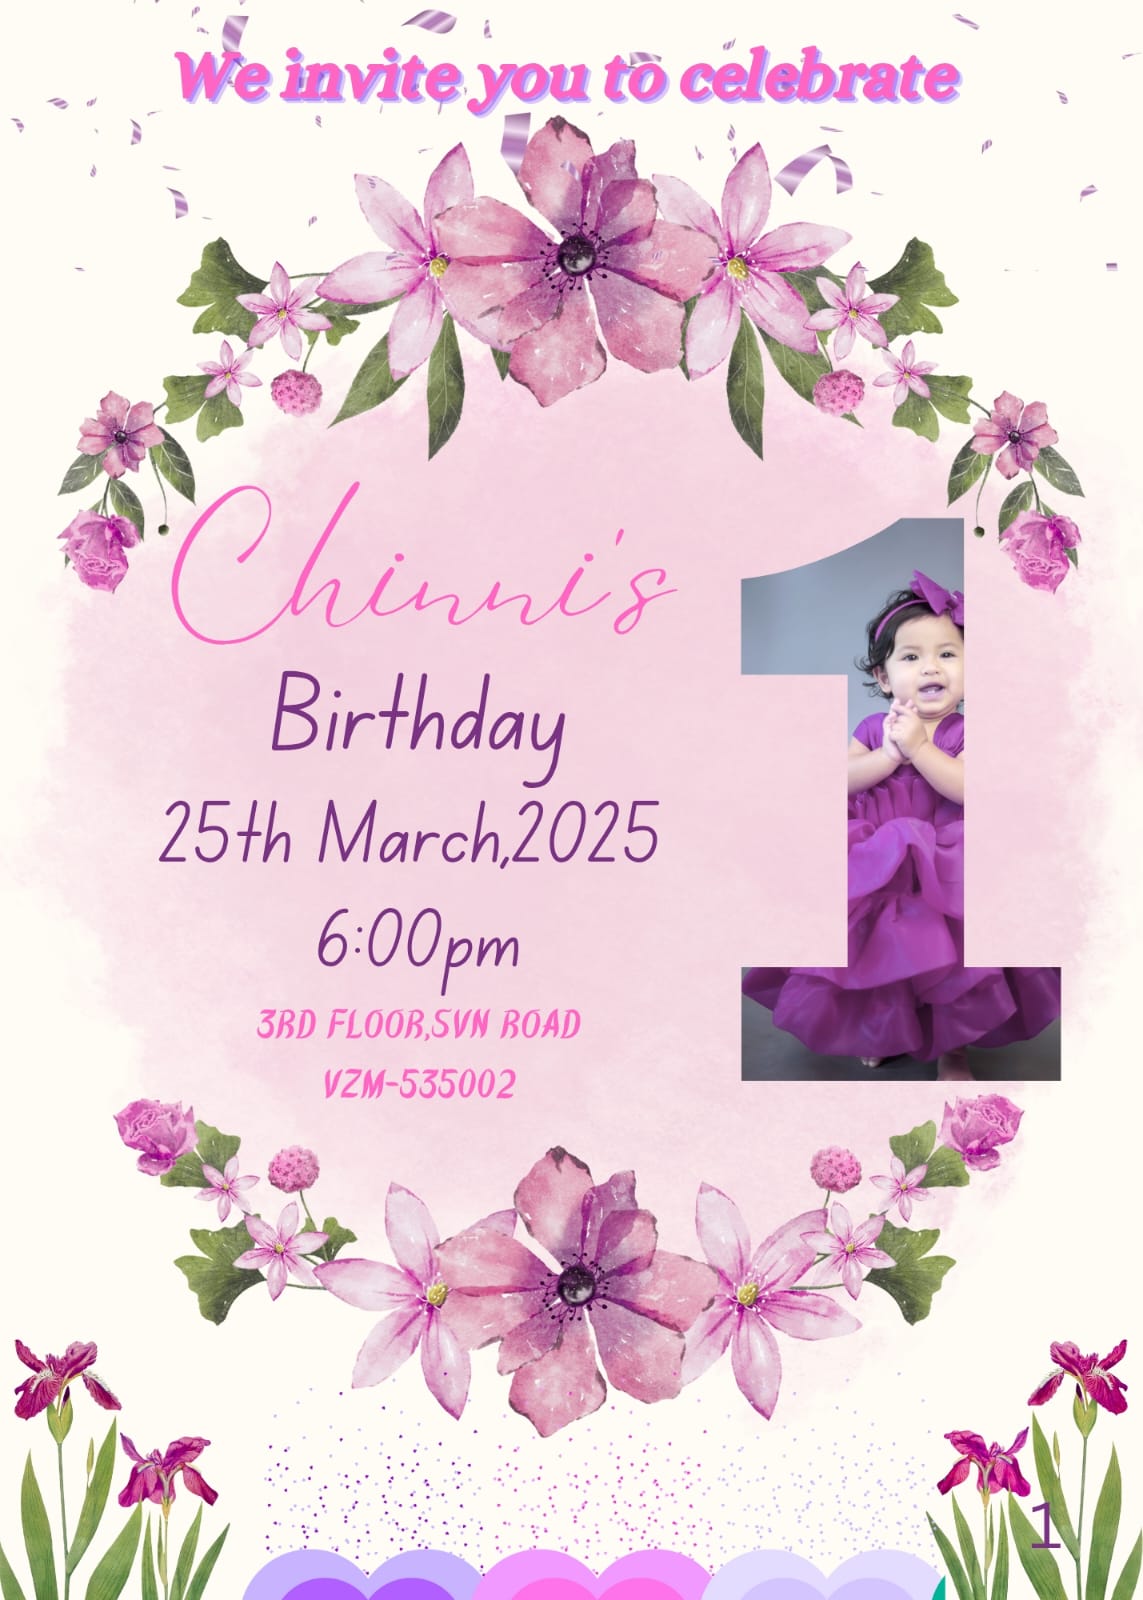 We invite you to celebrate
Chinni's
Birthday
25th March,2025
6:00pm
3RD FLOOR,SVN ROAD
VZM-535002
1
1